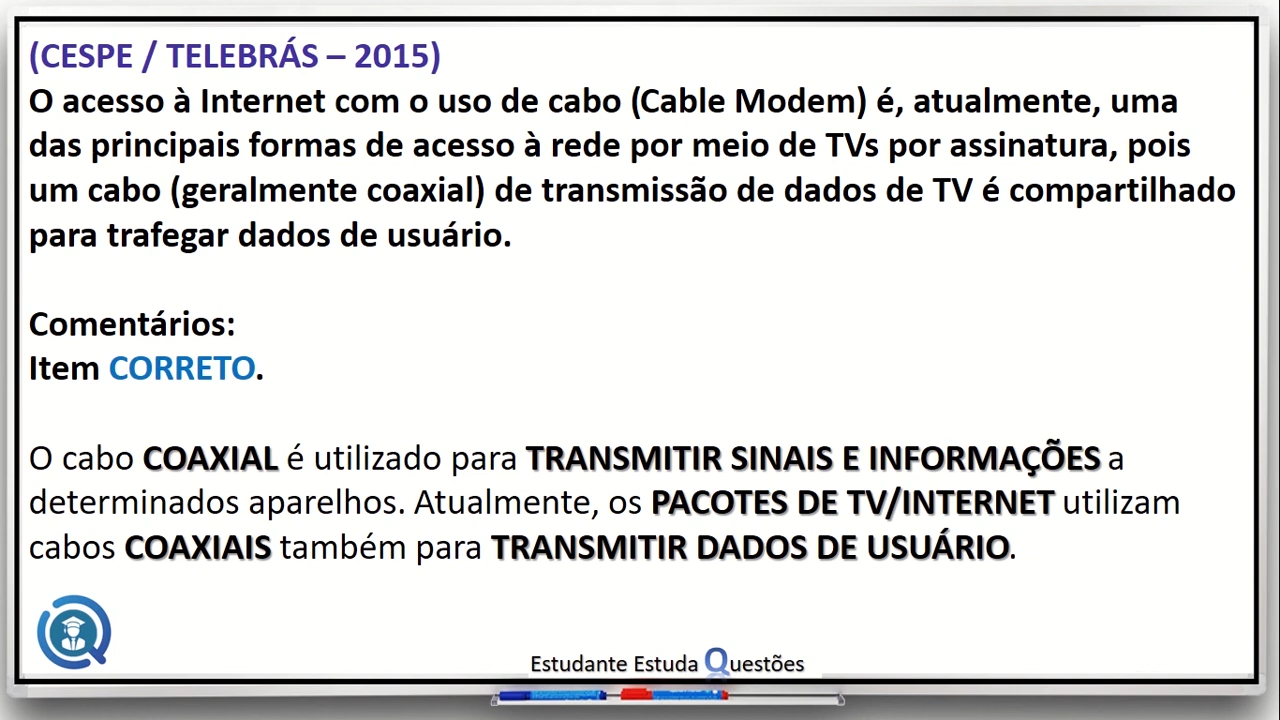 (CESPE / TELEBRÁS – 2015)
O acesso à Internet com o uso de cabo (Cable Modem) é, atualmente, uma
das principais formas de acesso à rede por meio de TVs por assinatura, pois
um cabo (geralmente coaxial) de transmissão de dados de TV é compartilhado
para trafegar dados de usuário.
Comentários:
Item CORRETO.
O cabo COAXIAL é utilizado para TRANSMITIR SINAIS E INFORMAÇÕES a
determinados aparelhos. Atualmente, os PACOTES DE TV/INTERNET utilizam
cabos COAXIAIS também para TRANSMITIR DADOS DE USUÁRIO.
Estudante Estuda Questões